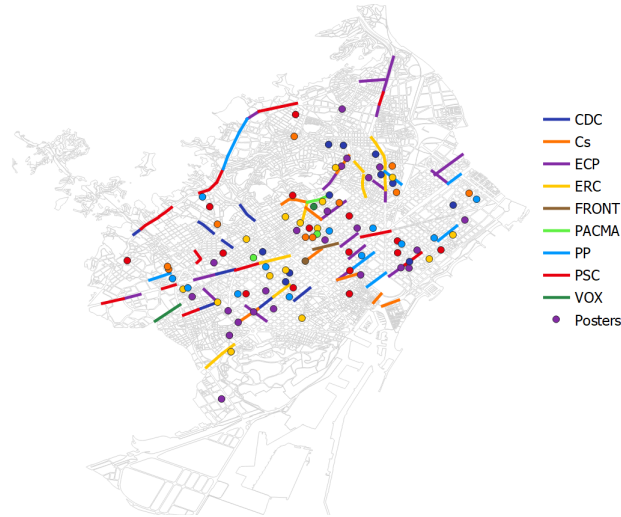 CDC
Cs
ECP
ERC
FRONT
PACMA
PP
PSC
VOX
Posters